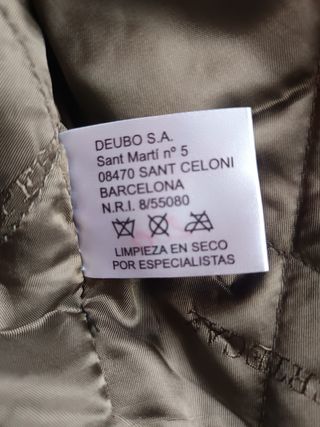 DEUBO S.A.
Sant Martí nº 5
08470 SANT CELONI
BARCELONA
N.R.I. 8/55080
LIMPIEZA EN SECO
POR ESPECIALISTAS